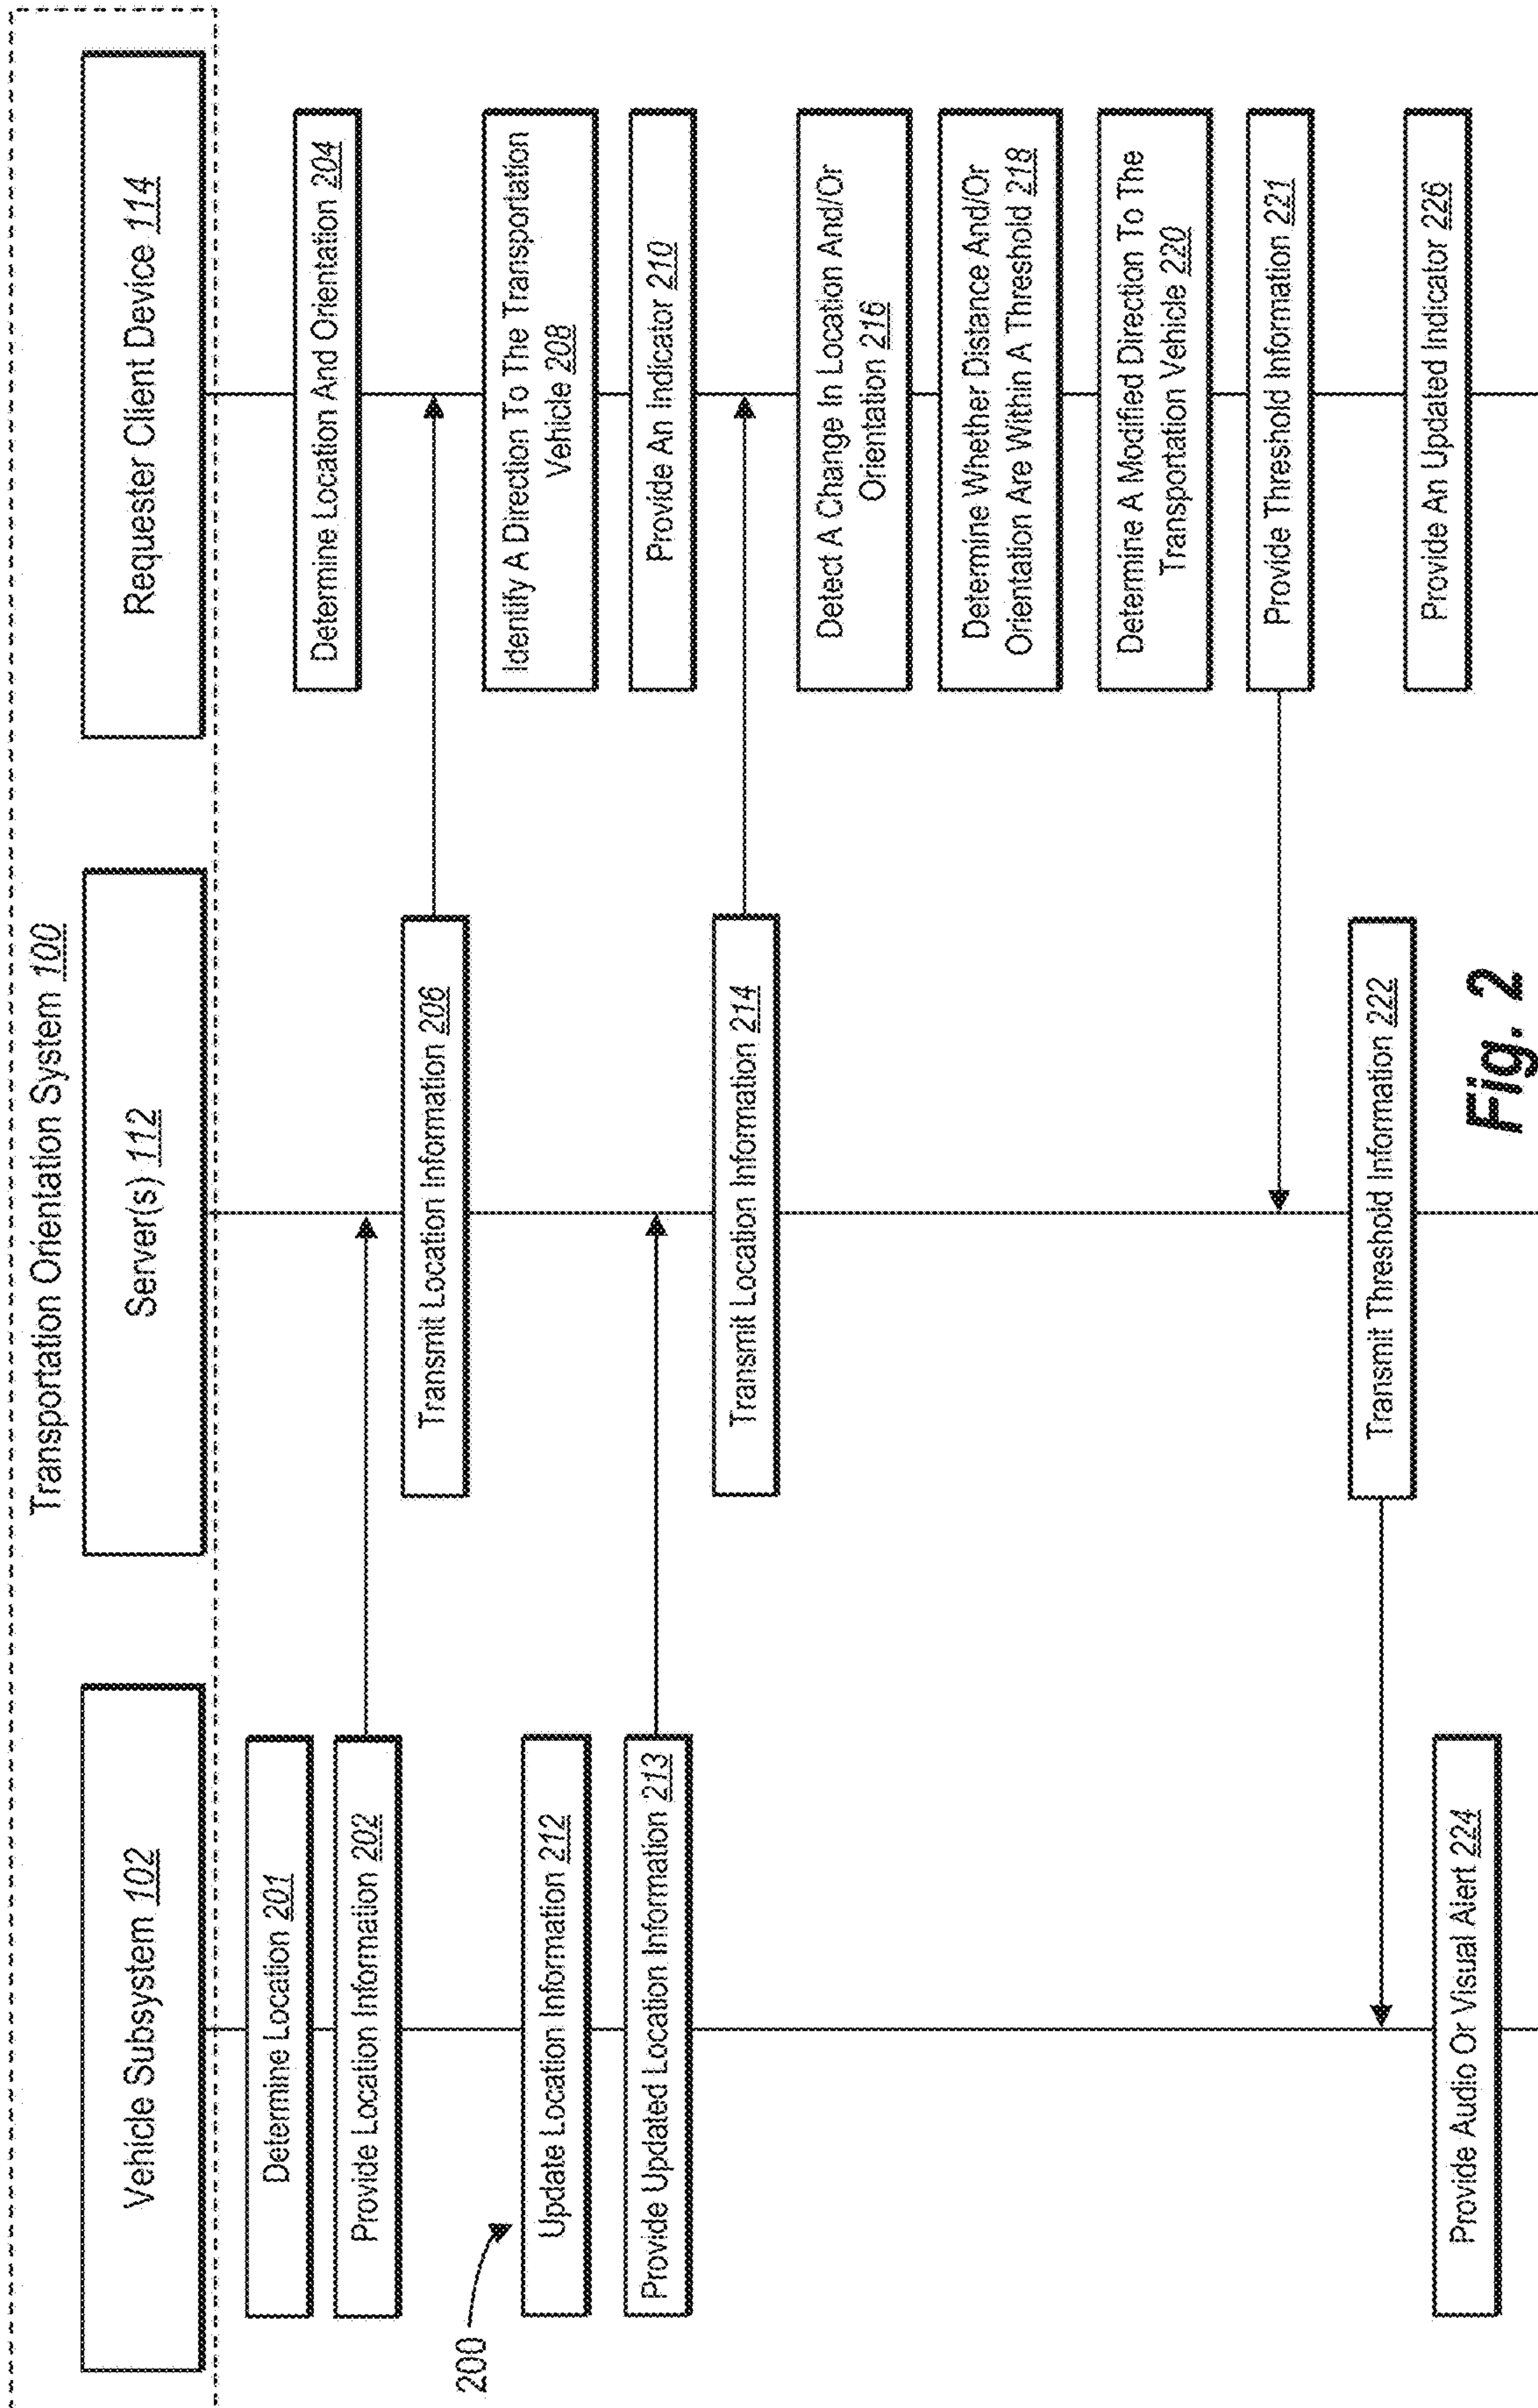 Transportation Orientation System 100
Vehicle Subsystem 102
Server(s) 112
Requester Client Device 114
Determine Location 201
Provide Location Information 202
Determine Location And Orientation 204
Transmit Location Information 206
Identify A Direction To The Transportation
Vehicle 208
200
Update Location Information 212
Provide An Indicator 210
Provide Updated Location Information 213
Transmit Location Information 214
Detect A Change In Location And/Or
Orientation 216
Determine Whether Distance And/Or
Orientation Are Within A Threshold 218
Determine A Modified Direction To The
Transportation Vehicle 220
Provide Threshold Information 221
Transmit Threshold Information 222
Provide Audio Or Visual Alert 224
Provide An Updated Indicator 226
Fig. 2